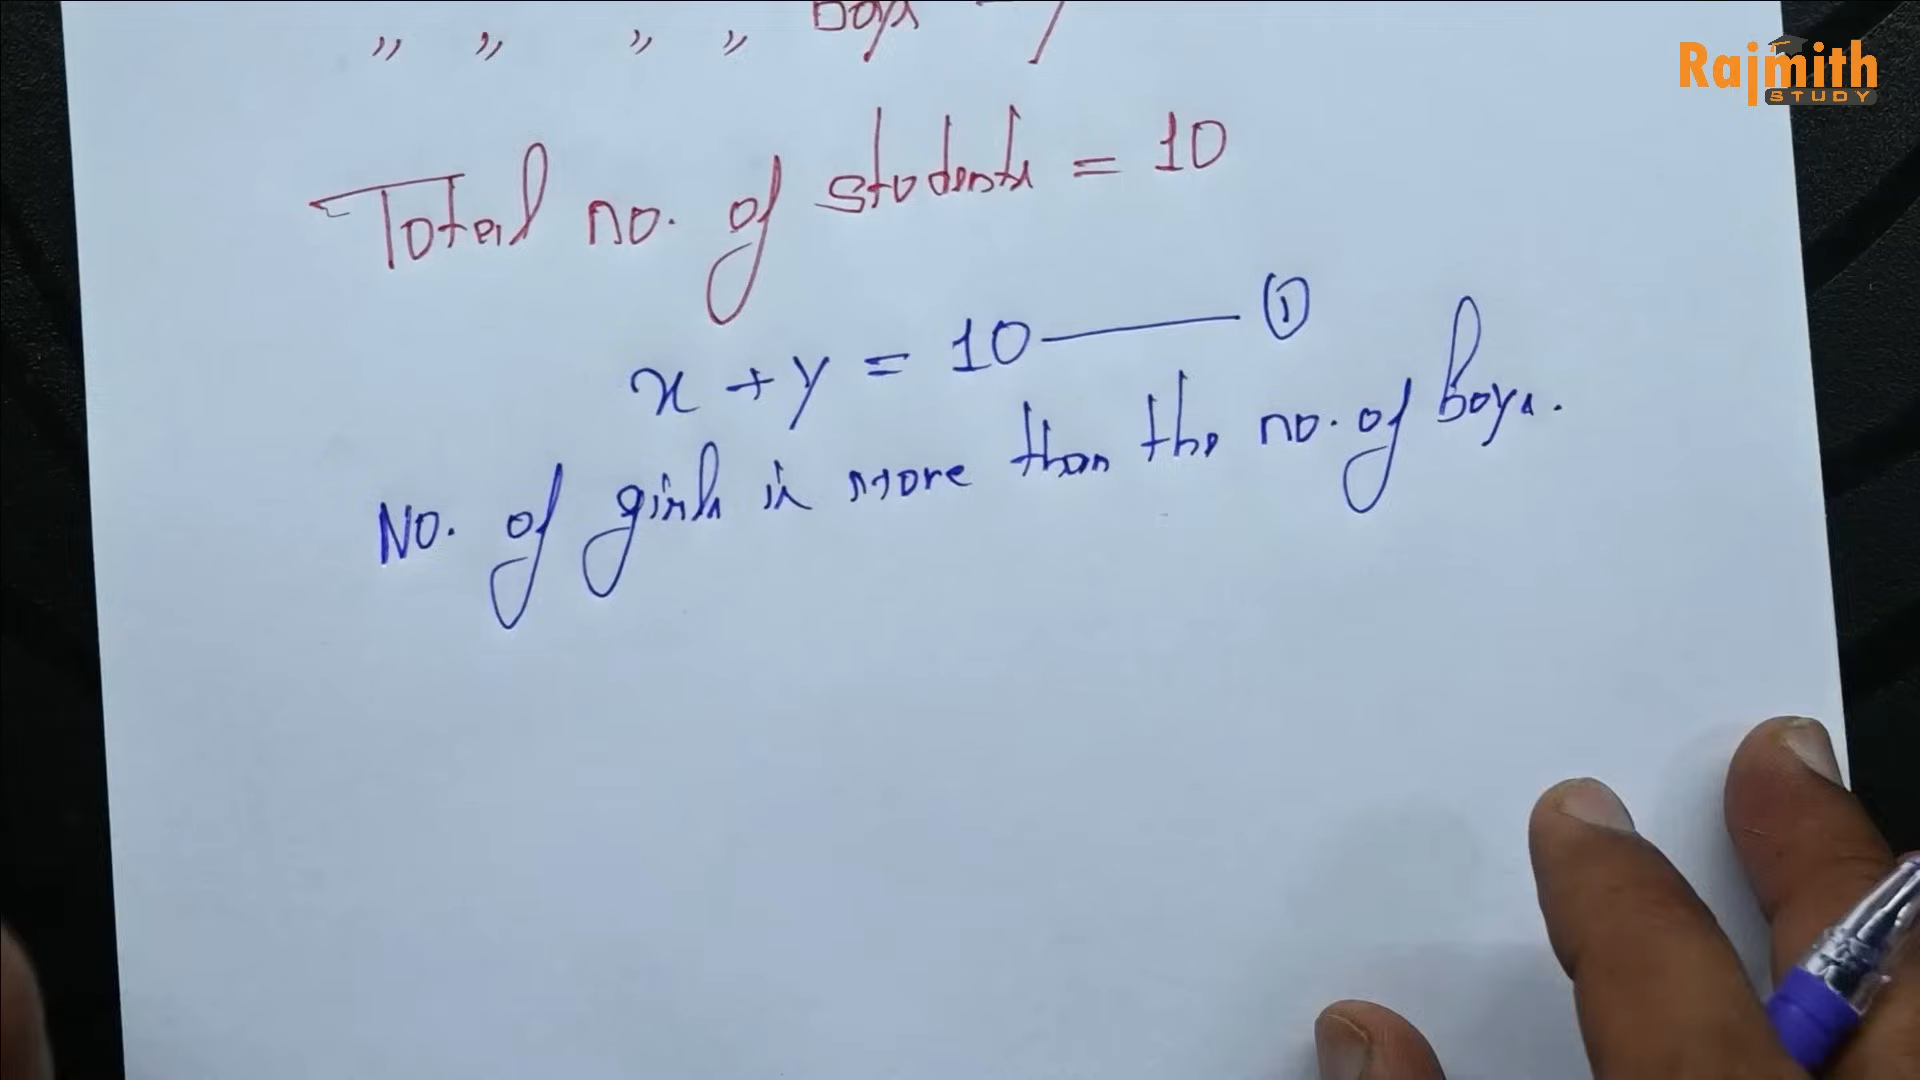 " " " " boys
Rajmith
STUDY
Total no. of students = 10
x + y = 10 —— ①
No. of girls is more than the no. of boys.